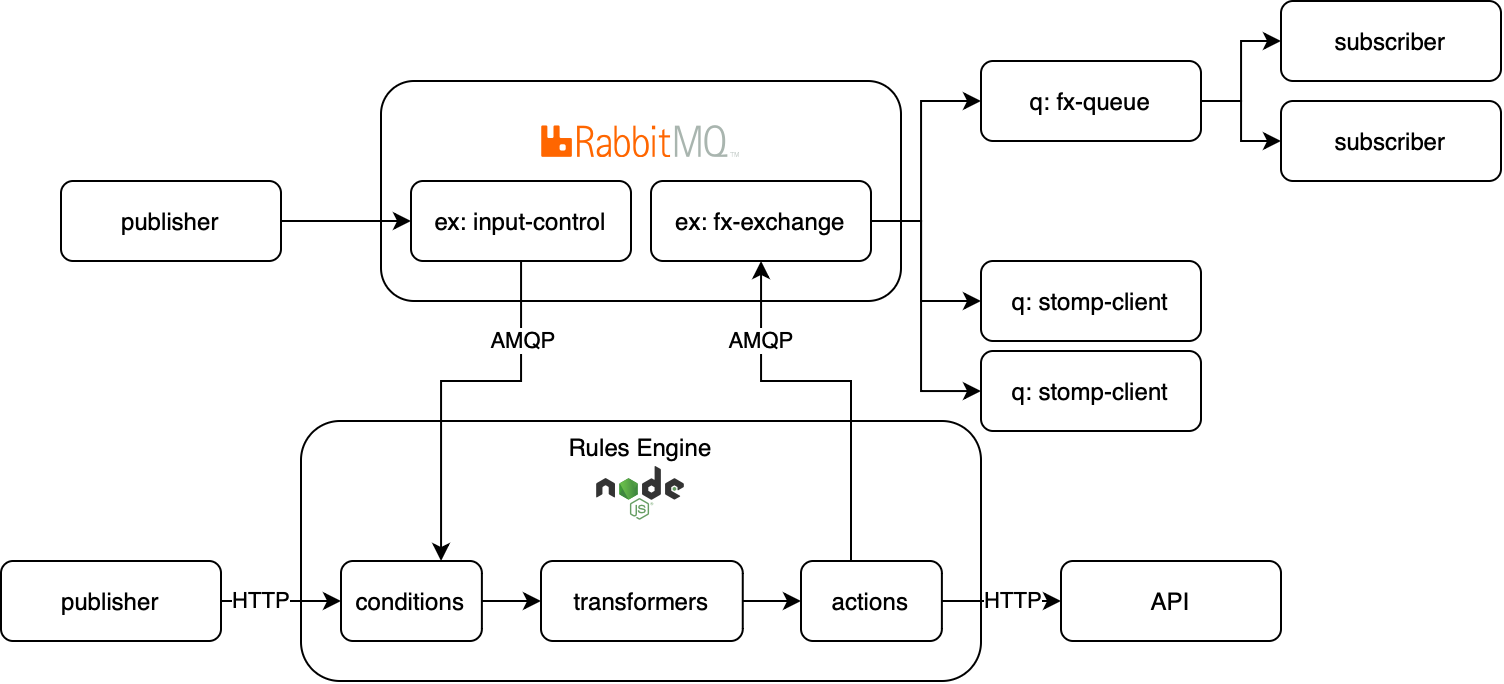 subscriber
q: fx-queue
subscriber
RabbitMQ™
publisher
ex: input-control
ex: fx-exchange
q: stomp-client
AMQP
AMQP
q: stomp-client
Rules Engine
node
JS
publisher
HTTP
conditions
transformers
actions
HTTP
API